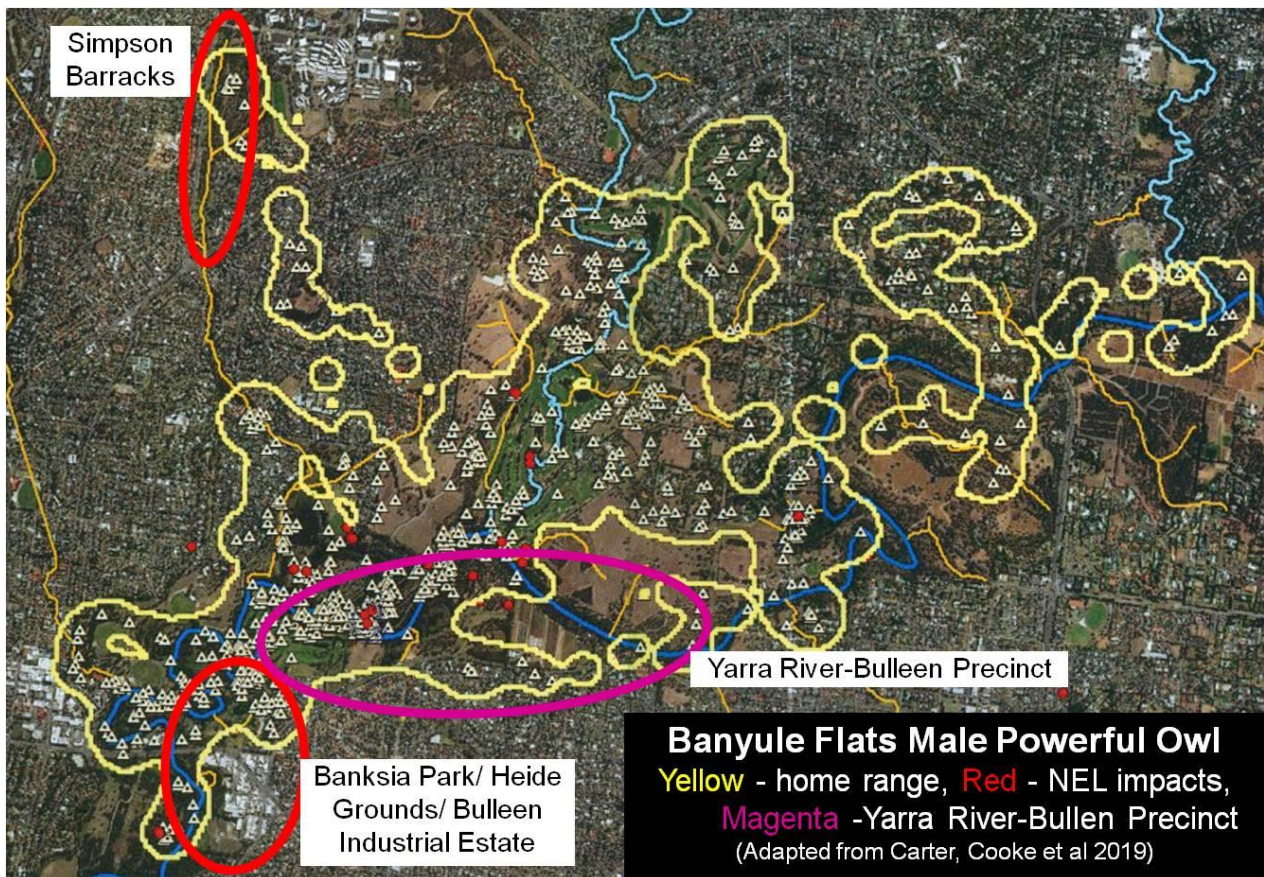 Simpson
Barracks
Yarra River-Bulleen Precinct
Banksia Park/ Heide
Grounds/ Bulleen
Industrial Estate
Banyule Flats Male Powerful Owl
Yellow - home range, Red - NEL impacts,
Magenta -Yarra River-Bullen Precinct
(Adapted from Carter, Cooke et al 2019)